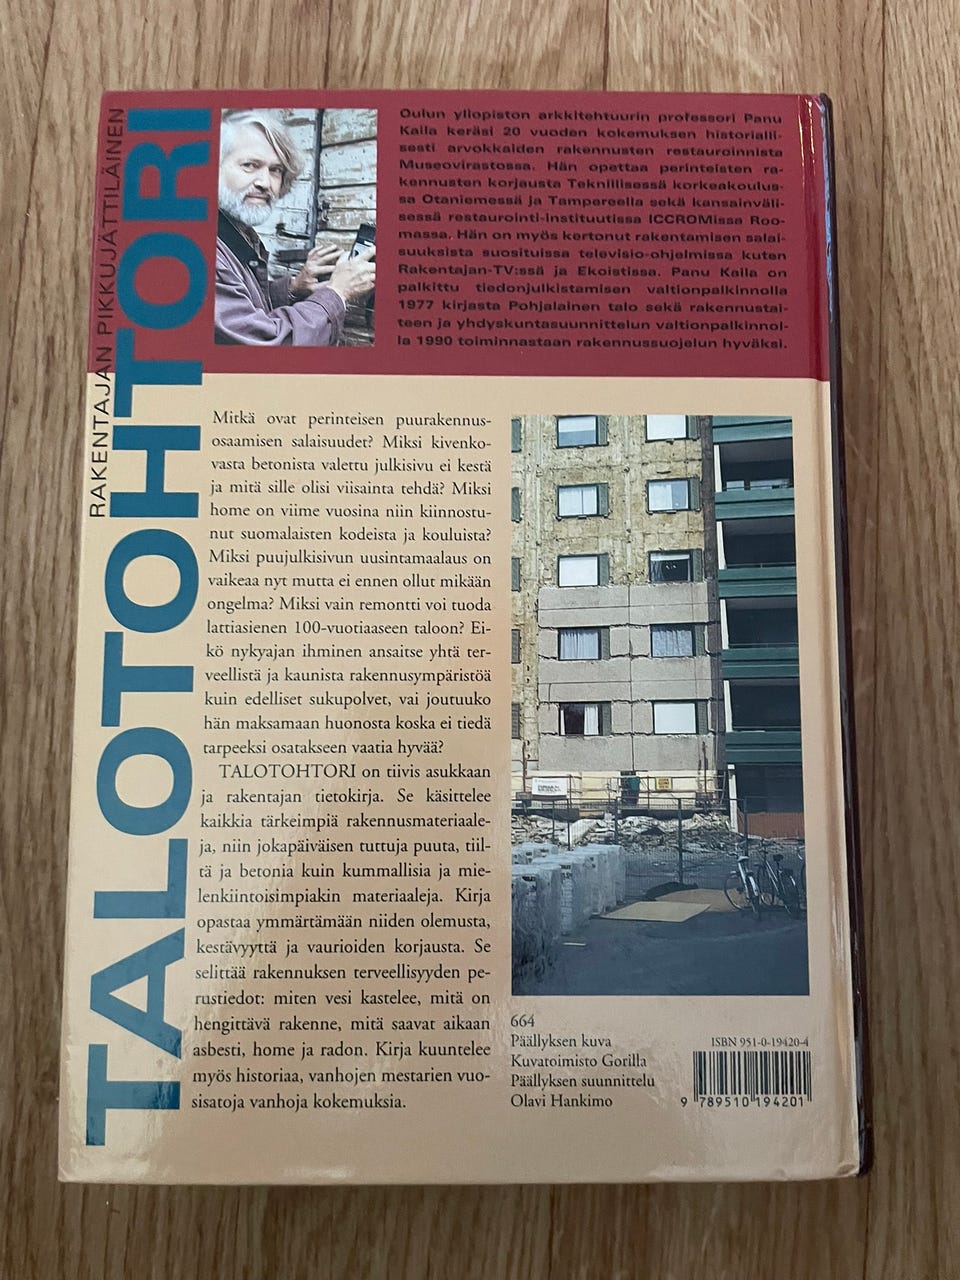 RAKENTAJAN PIKKUJÄTTILÄINEN
TALOTOHTORI
Oulun yliopiston arkkitehtuurin professori Panu
Kaila keräsi 20 vuoden kokemuksen historialli-
sesti arvokkaiden rakennusten restauroinnista
Museovirastossa. Hän opettaa perinteisten ra-
kennusten korjausta Teknillisessä korkeakoulus-
sa Otaniemessä ja Tampereella sekä kansainväli-
sessä restaurointi-instituutissa ICCROMissa Roo-
massa. Hän on myös kertonut rakentamisen salai-
suuksista suosituissa televisio-ohjelmissa kuten
Rakentajan-TV:ssä ja Ekoistissa. Panu Kaila on
palkittu tiedonjulkistamisen valtionpalkinnolla
1977 kirjasta Pohjalainen talo sekä rakennustai-
teen ja yhdyskuntasuunnittelun valtionpalkinnol-
la 1990 toiminnastaan rakennussuojelun hyväksi.
Mitkä ovat perinteisen puurakennus-
osaamisen salaisuudet? Miksi kivenko-
vasta betonista valettu julkisivu ei kestä
ja mitä sille olisi viisainta tehdä? Miksi
home on viime vuosina niin kiinnostu-
nut suomalaisten kodeista ja kouluista?
Miksi puujulkisivun uusintamaalaus on
vaikeaa nyt mutta ei ennen ollut mikään
ongelma? Miksi vain remontti voi tuoda
lattiasienen 100-vuotiaaseen taloon? Ei-
kö nykyajan ihminen ansaitse yhtä ter-
veellistä ja kaunista rakennusympäristöä
kuin edelliset sukupolvet, vai joutuuko
hän maksamaan huonosta koska ei tiedä
tarpeeksi osatakseen vaatia hyvää?
TALOTOHTORI on tiivis asukkaan
ja rakentajan tietokirja. Se käsittelee
kaikkia tärkeimpiä rakennusmateriaale-
ja, niin jokapäiväisen tuttuja puuta, tiil-
tä ja betonia kuin kummallisia ja mie-
lenkiintoisimpiakin materiaaleja. Kirja
opastaa ymmärtämään niiden olemusta,
kestävyyttä ja vaurioiden korjausta. Se
selittää rakennuksen terveellisyyden pe-
rustiedot: miten vesi kastelee, mitä on
hengittävä rakenne, mitä saavat aikaan
asbesti, home ja radon. Kirja kuuntelee
myös historiaa, vanhojen mestarien vuo-
sisatoja vanhoja kokemuksia.
664
Päällyksen kuva
Kuvatoimisto Gorilla
Päällyksen suunnittelu
Olavi Hankimo
ISBN 951-0-19420-4
9 789510 194201